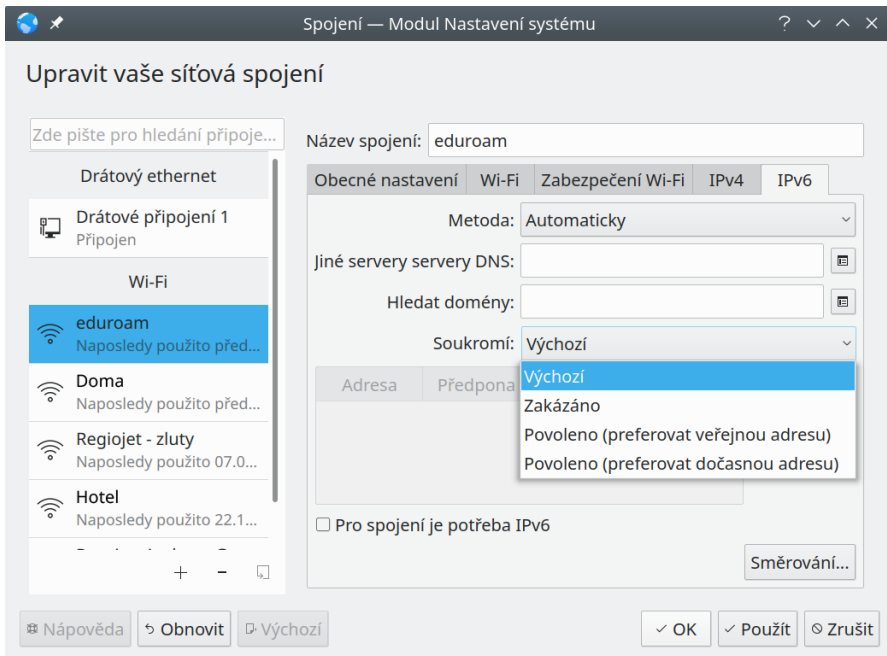 Spojení — Modul Nastavení systému
Upravit vaše síťová spojení
Zde pište pro hledání připoje...
Drátový ethernet
Drátové připojení 1
Připojen
Wi-Fi
eduroam
Naposledy použito před...
Doma
Naposledy použito před...
Regiojet - zluty
Naposledy použito 07.0...
Hotel
Naposledy použito 22.1...
Název spojení: eduroam
Obecné nastavení Wi-Fi Zabezpečení Wi-Fi IPv4 IPv6
Metoda: Automaticky
Jiné servery servery DNS:
Hledat domény:
Soukromí: Výchozí
Výchozí
Zakázáno
Povoleno (preferovat veřejnou adresu)
Povoleno (preferovat dočasnou adresu)
Adresa Předpona
Pro spojení je potřeba IPv6
Směrování...
Nápověda Obnovit Výchozí OK Použít Zrušit